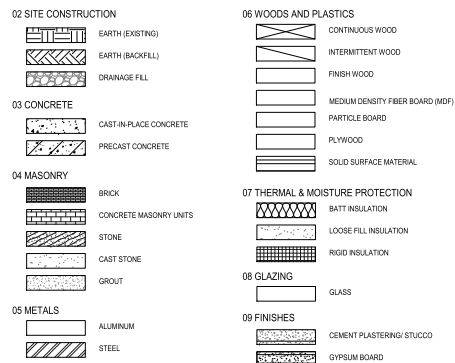 02 SITE CONSTRUCTION
EARTH (EXISTING)
EARTH (BACKFILL)
DRAINAGE FILL
03 CONCRETE
CAST-IN-PLACE CONCRETE
PRECAST CONCRETE
04 MASONRY
BRICK
CONCRETE MASONRY UNITS
STONE
CAST STONE
GROUT
05 METALS
ALUMINUM
STEEL
06 WOODS AND PLASTICS
CONTINUOUS WOOD
INTERMITTENT WOOD
FINISH WOOD
MEDIUM DENSITY FIBER BOARD (MDF)
PARTICLE BOARD
PLYWOOD
SOLID SURFACE MATERIAL
07 THERMAL & MOISTURE PROTECTION
BATT INSULATION
LOOSE FILL INSULATION
RIGID INSULATION
08 GLAZING
GLASS
09 FINISHES
CEMENT PLASTERING/ STUCCO
GYPSUM BOARD